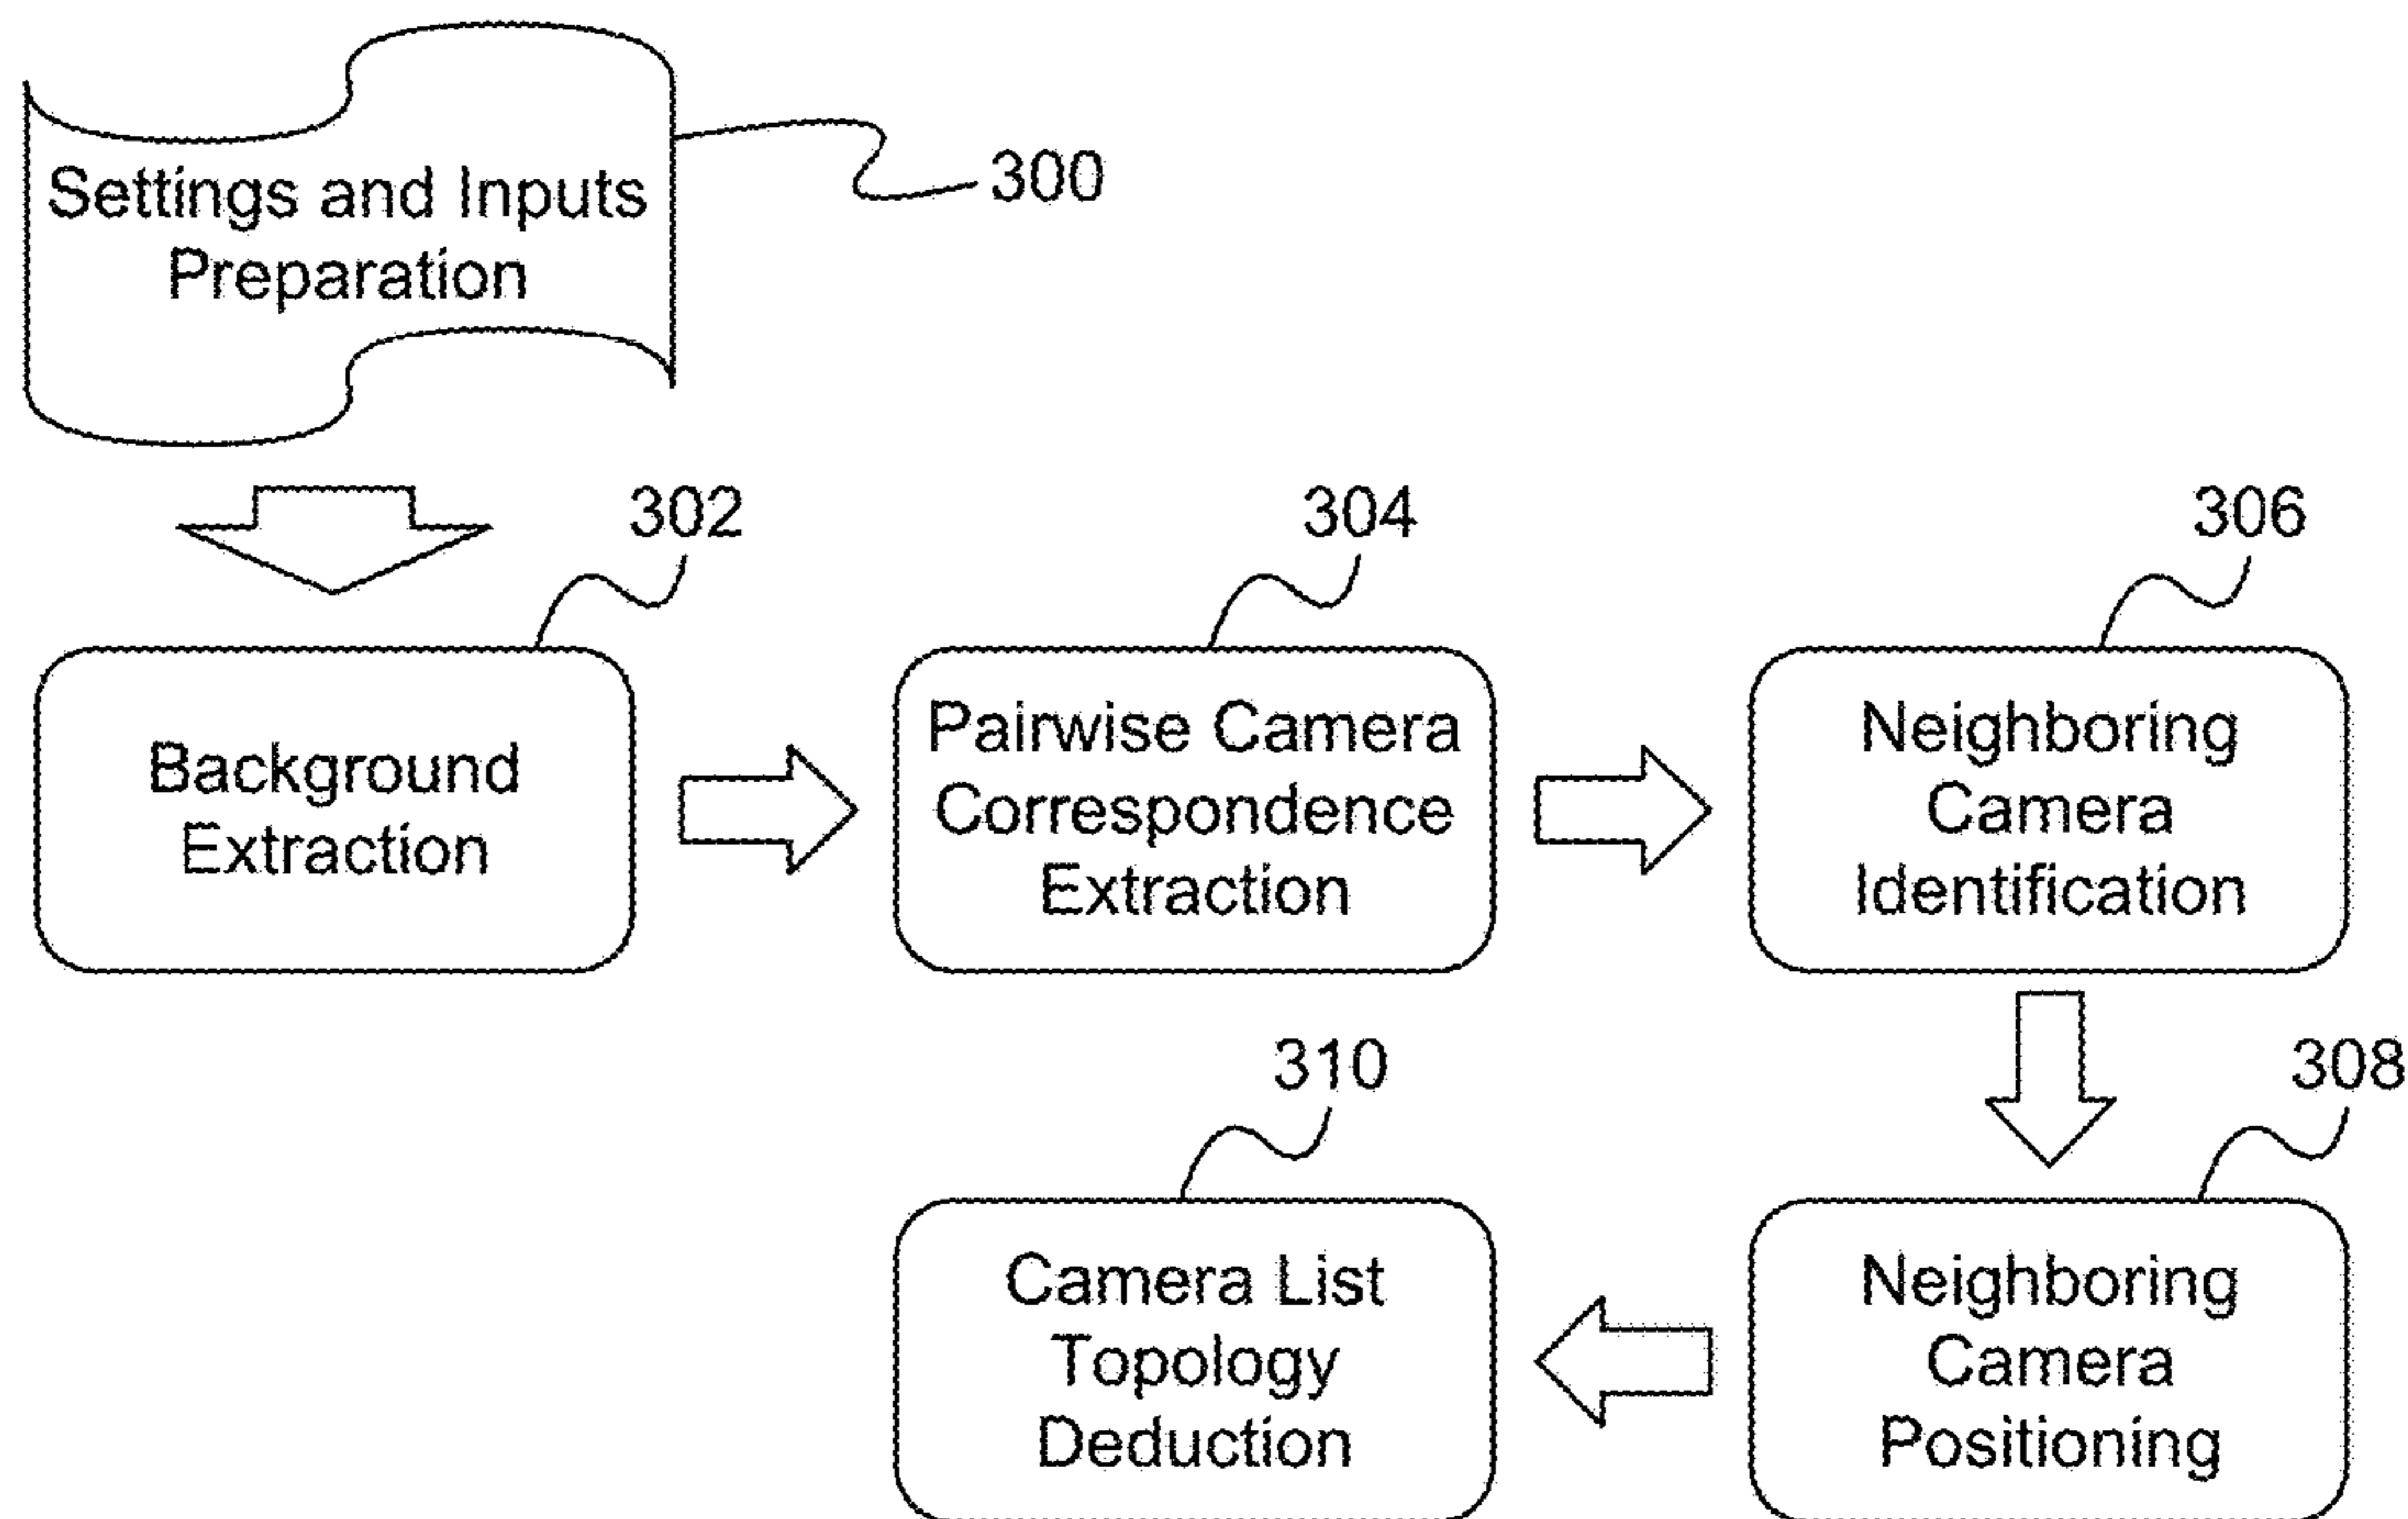 Settings and Inputs
Preparation
300
302
Background
Extraction
304
Pairwise Camera
Correspondence
Extraction
306
Neighboring
Camera
Identification
308
Neighboring
Camera
Positioning
310
Camera List
Topology
Deduction